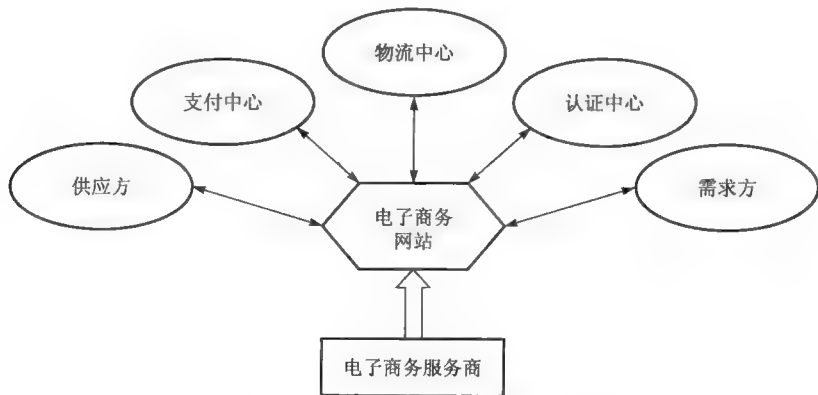 物流中心
支付中心
认证中心
供应方
需求方
电子商务
网站
电子商务服务商